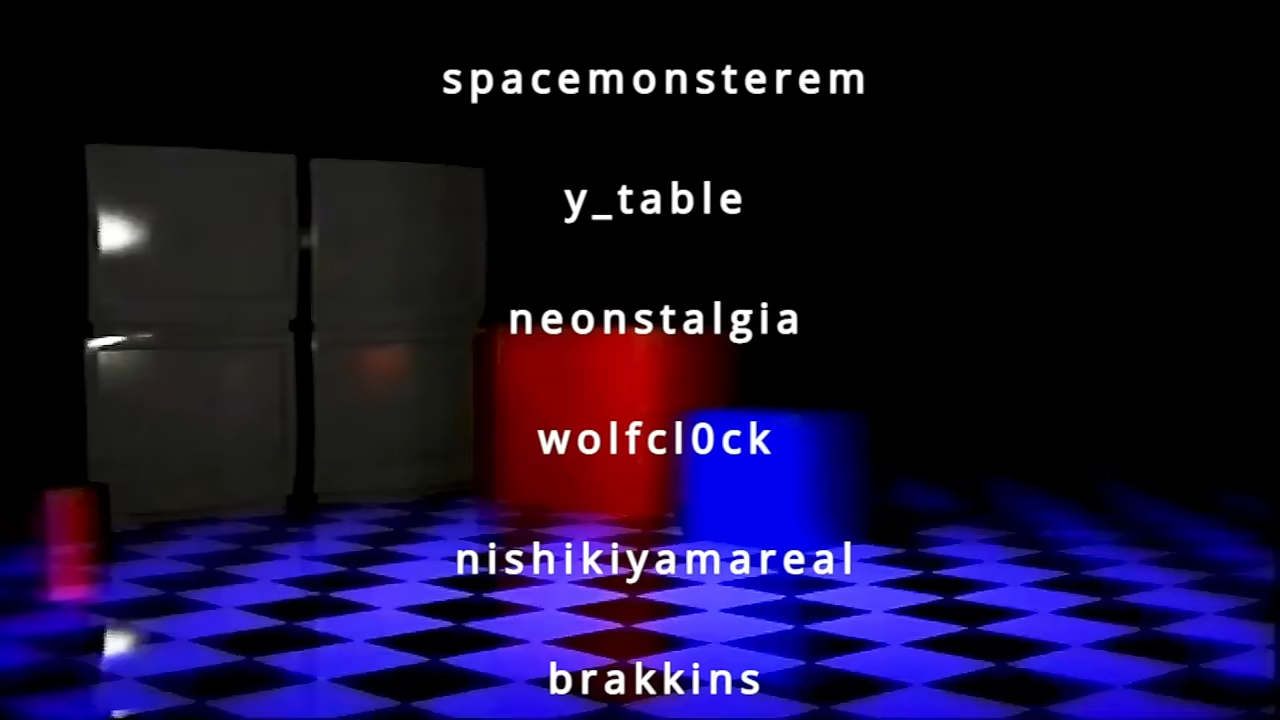 spacemonsterem
y_table
neonstalgia
wolfcl0ck
nishikiyamareal
brakkins